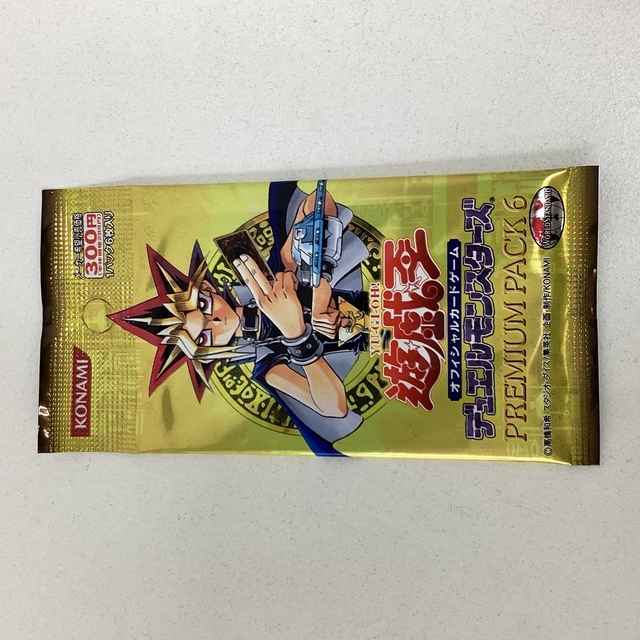 KONAMI
メーカー希望小売価格
300円
1パック6枚入り
YU-GI-OH!
遊戯王
オフィシャルカードゲーム
デュエルモンスターズ
PREMIUM PACK 6
WORLD STANDARD
©高橋和希 スタジオ・ダイス/集英社 企画・制作/KONAMI